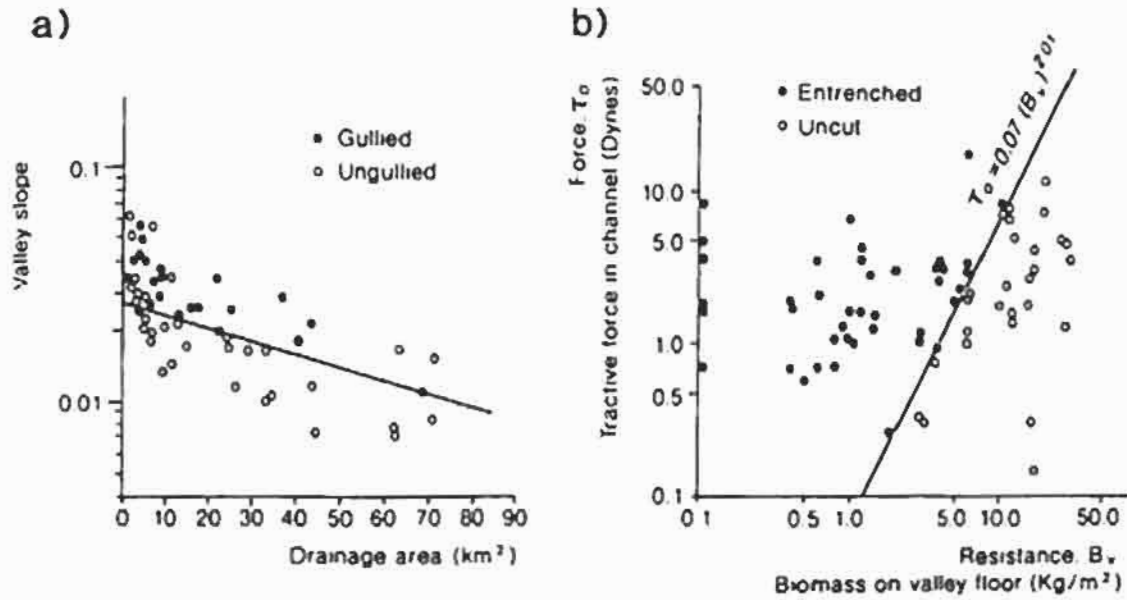 a)
Valley slope
0.1
0.01
Gullied
Ungullied
0 10 20 30 40 50 60 70 80 90
Drainage area (km²)
b)
Force, T₀
Tractive force in channel (Dynes)
50.0
10.0
5.0
1.0
0.5
0.1
Entrenched
Uncut
T₀ = 0.07 (Bᵥ)²·⁰¹
0.1 0.5 1.0 5.0 10.0 50.0
Resistance, Bᵥ
Biomass on valley floor (Kg/m²)